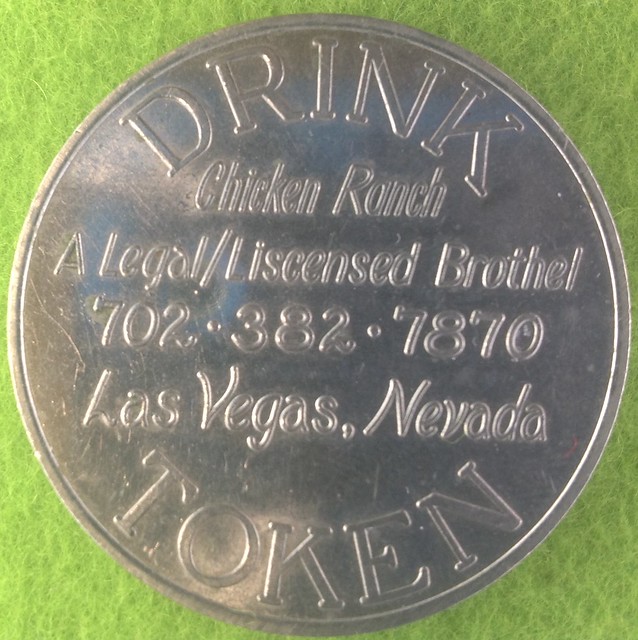 DRINK
Chicken Ranch
A Legal/Liscensed Brothel
702·382·7870
Las Vegas, Nevada
TOKEN